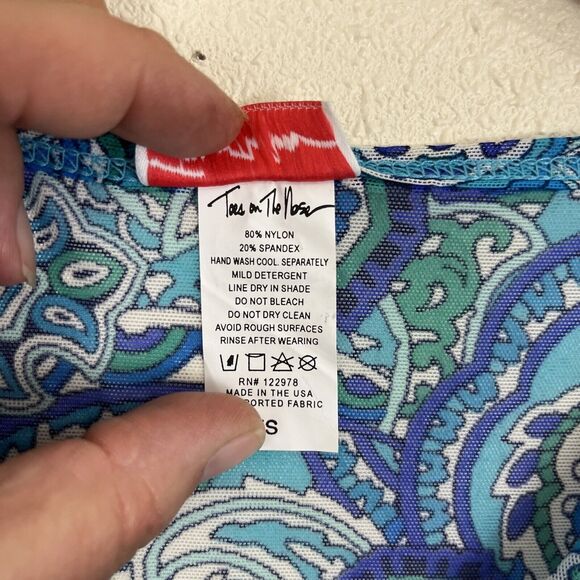 Toes on The Nose
80% NYLON
20% SPANDEX
HAND WASH COOL. SEPARATELY
MILD DETERGENT
LINE DRY IN SHADE
DO NOT BLEACH
DO NOT DRY CLEAN
AVOID ROUGH SURFACES
RINSE AFTER WEARING
RN# 122978
MADE IN THE USA
FABRIC